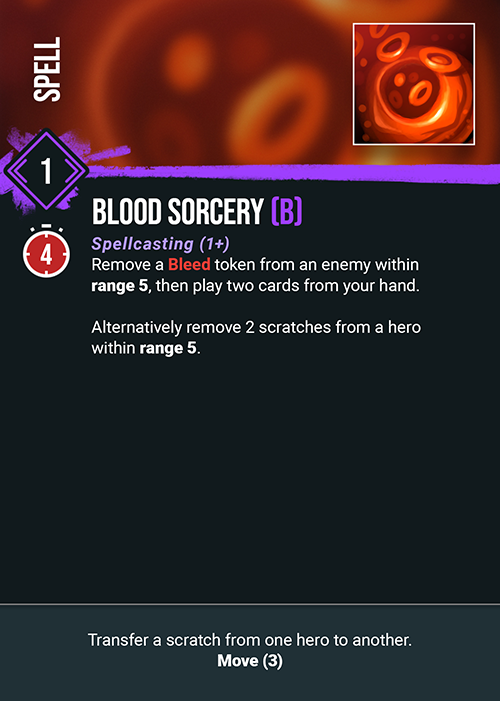 SPELL
1
BLOOD SORCERY (B)
4
Spellcasting (1+)
Remove a Bleed token from an enemy within
range 5, then play two cards from your hand.
Alternatively remove 2 scratches from a hero
within range 5.
Transfer a scratch from one hero to another.
Move (3)